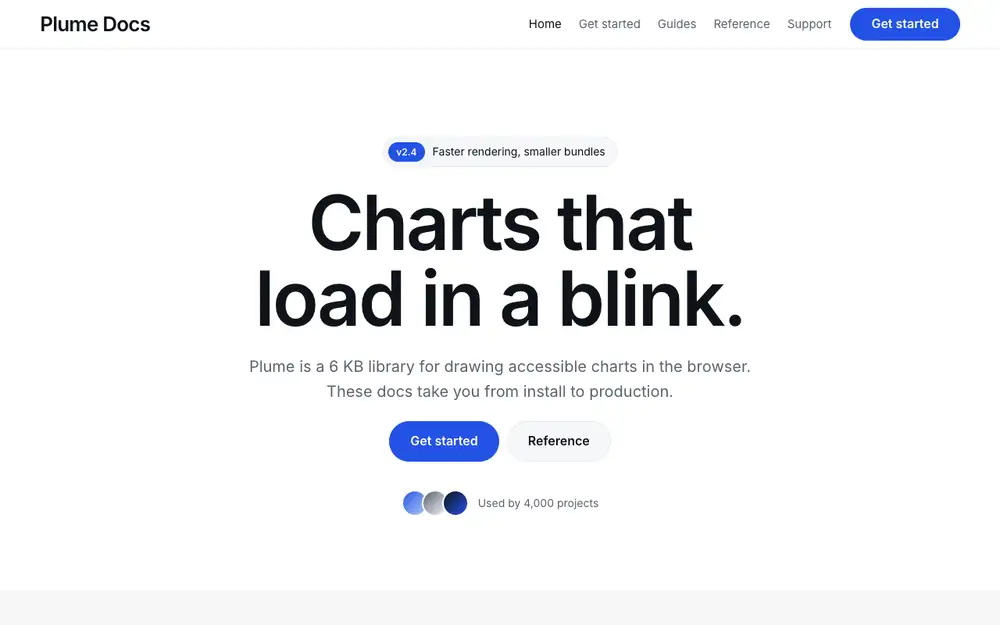 Plume Docs
Home
Get started
Guides
Reference
Support
Get started
v2.4 Faster rendering, smaller bundles
Charts that
load in a blink.
Plume is a 6 KB library for drawing accessible charts in the browser.
These docs take you from install to production.
Get started
Reference
Used by 4,000 projects